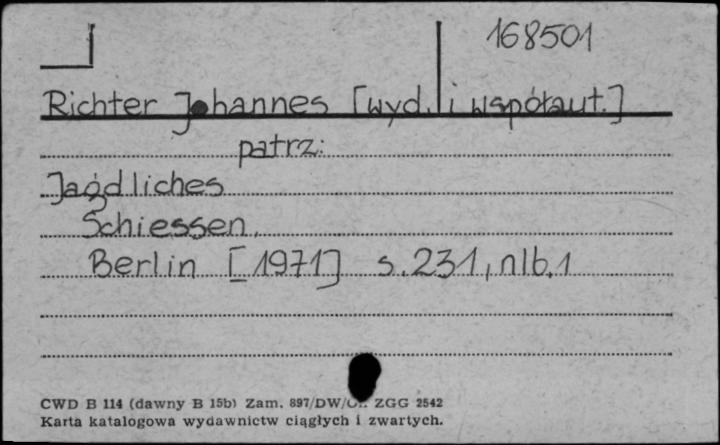 168501
Richter Johannes [wyd. i współaut.]
patrz:
Jagdliches
Schiessen.
Berlin [1971] s. 231, nlb. 1
CWD B 114 (dawny B 15b) Zam. 897/DW/ ZGG 2542
Karta katalogowa wydawnictw ciągłych i zwartych.